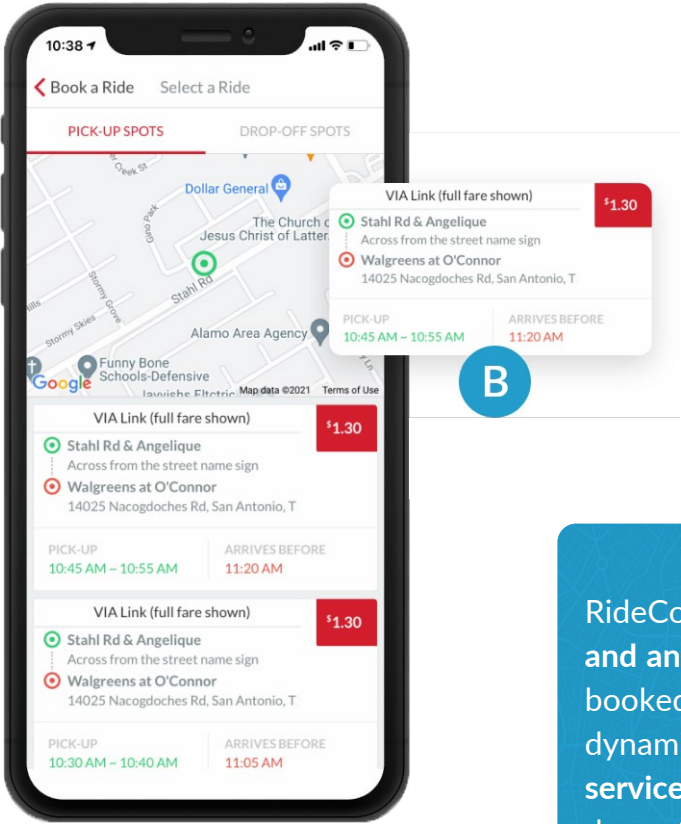 10:38
Book a Ride Select a Ride
PICK-UP SPOTS DROP-OFF SPOTS
Creek St
Dollar General
Gino Park
The Church
Jesus Christ of Latter
Stahl Rd
Stormy Grove
Stormy Skies
Alamo Area Agency
Funny Bone
Schools-Defensive
Google
Map data ©2021 Terms of Use
VIA Link (full fare shown) $1.30
Stahl Rd & Angelique
Across from the street name sign
Walgreens at O'Connor
14025 Nacogdoches Rd, San Antonio, T
PICK-UP ARRIVES BEFORE
10:45 AM – 10:55 AM 11:20 AM
B
VIA Link (full fare shown) $1.30
Stahl Rd & Angelique
Across from the street name sign
Walgreens at O'Connor
14025 Nacogdoches Rd, San Antonio, T
PICK-UP ARRIVES BEFORE
10:45 AM – 10:55 AM 11:20 AM
VIA Link (full fare shown) $1.30
Stahl Rd & Angelique
Across from the street name sign
Walgreens at O'Connor
14025 Nacogdoches Rd, San Antonio, T
PICK-UP ARRIVES BEFORE
10:30 AM – 10:40 AM 11:05 AM
RideCo
and an
booked
dynam
service